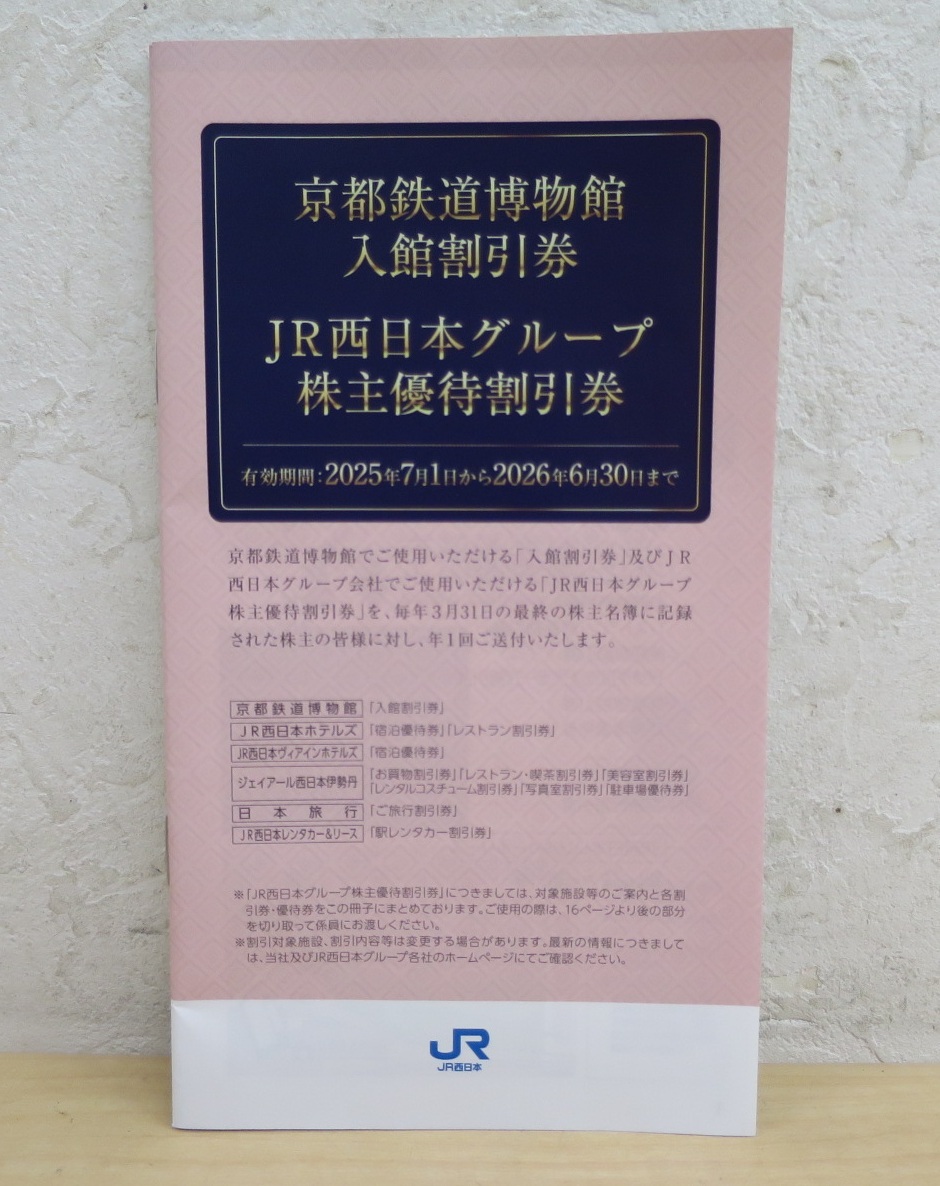 京都鉄道博物館
入館割引券
JR西日本グループ
株主優待割引券
有効期間：2025年7月1日から2026年6月30日まで
京都鉄道博物館でご使用いただける「入館割引券」及びJR
西日本グループ会社でご使用いただける「JR西日本グループ
株主優待割引券」を、毎年3月31日の最終の株主名簿に記録
された株主の皆様に対し、年1回ご送付いたします。
京都鉄道博物館 「入館割引券」
JR西日本ホテルズ 「宿泊優待券」「レストラン割引券」
JR西日本ヴィアインホテルズ 「宿泊優待券」
ジェイアール西日本伊勢丹 「お買物割引券」「レストラン・喫茶割引券」「美容室割引券」
「レンタルコスチューム割引券」「写真室割引券」「駐車場優待券」
日本旅行 「ご旅行割引券」
JR西日本レンタカー&リース 「駅レンタカー割引券」
※「JR西日本グループ株主優待割引券」につきましては、対象施設等のご案内と各割
引券・優待券をこの冊子にまとめております。ご使用の際は、16ページより後の部分
を切り取って係員にお渡しください。
※割引対象施設、割引内容等は変更する場合があります。最新の情報につきまして
は、当社及びJR西日本グループ各社のホームページにてご確認ください。
JR
JR西日本